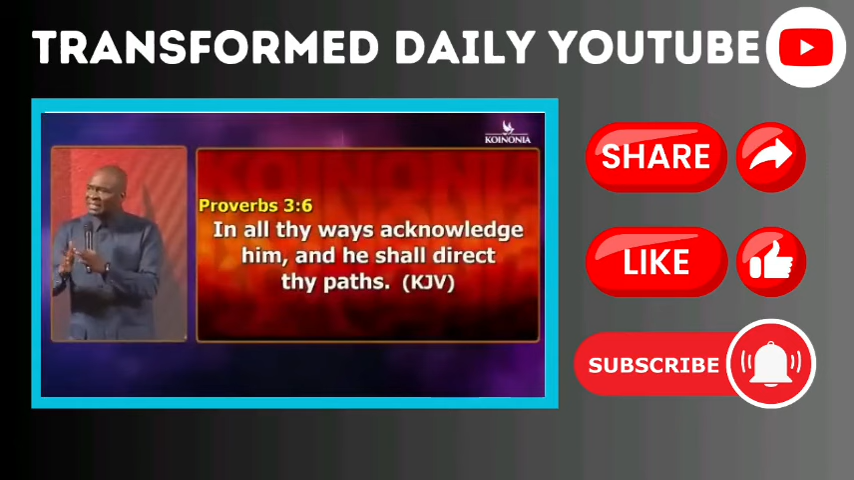 TRANSFORMED DAILY YOUTUBE
KOINONIA
Proverbs 3:6
In all thy ways acknowledge
him, and he shall direct
thy paths. (KJV)
SHARE
LIKE
SUBSCRIBE